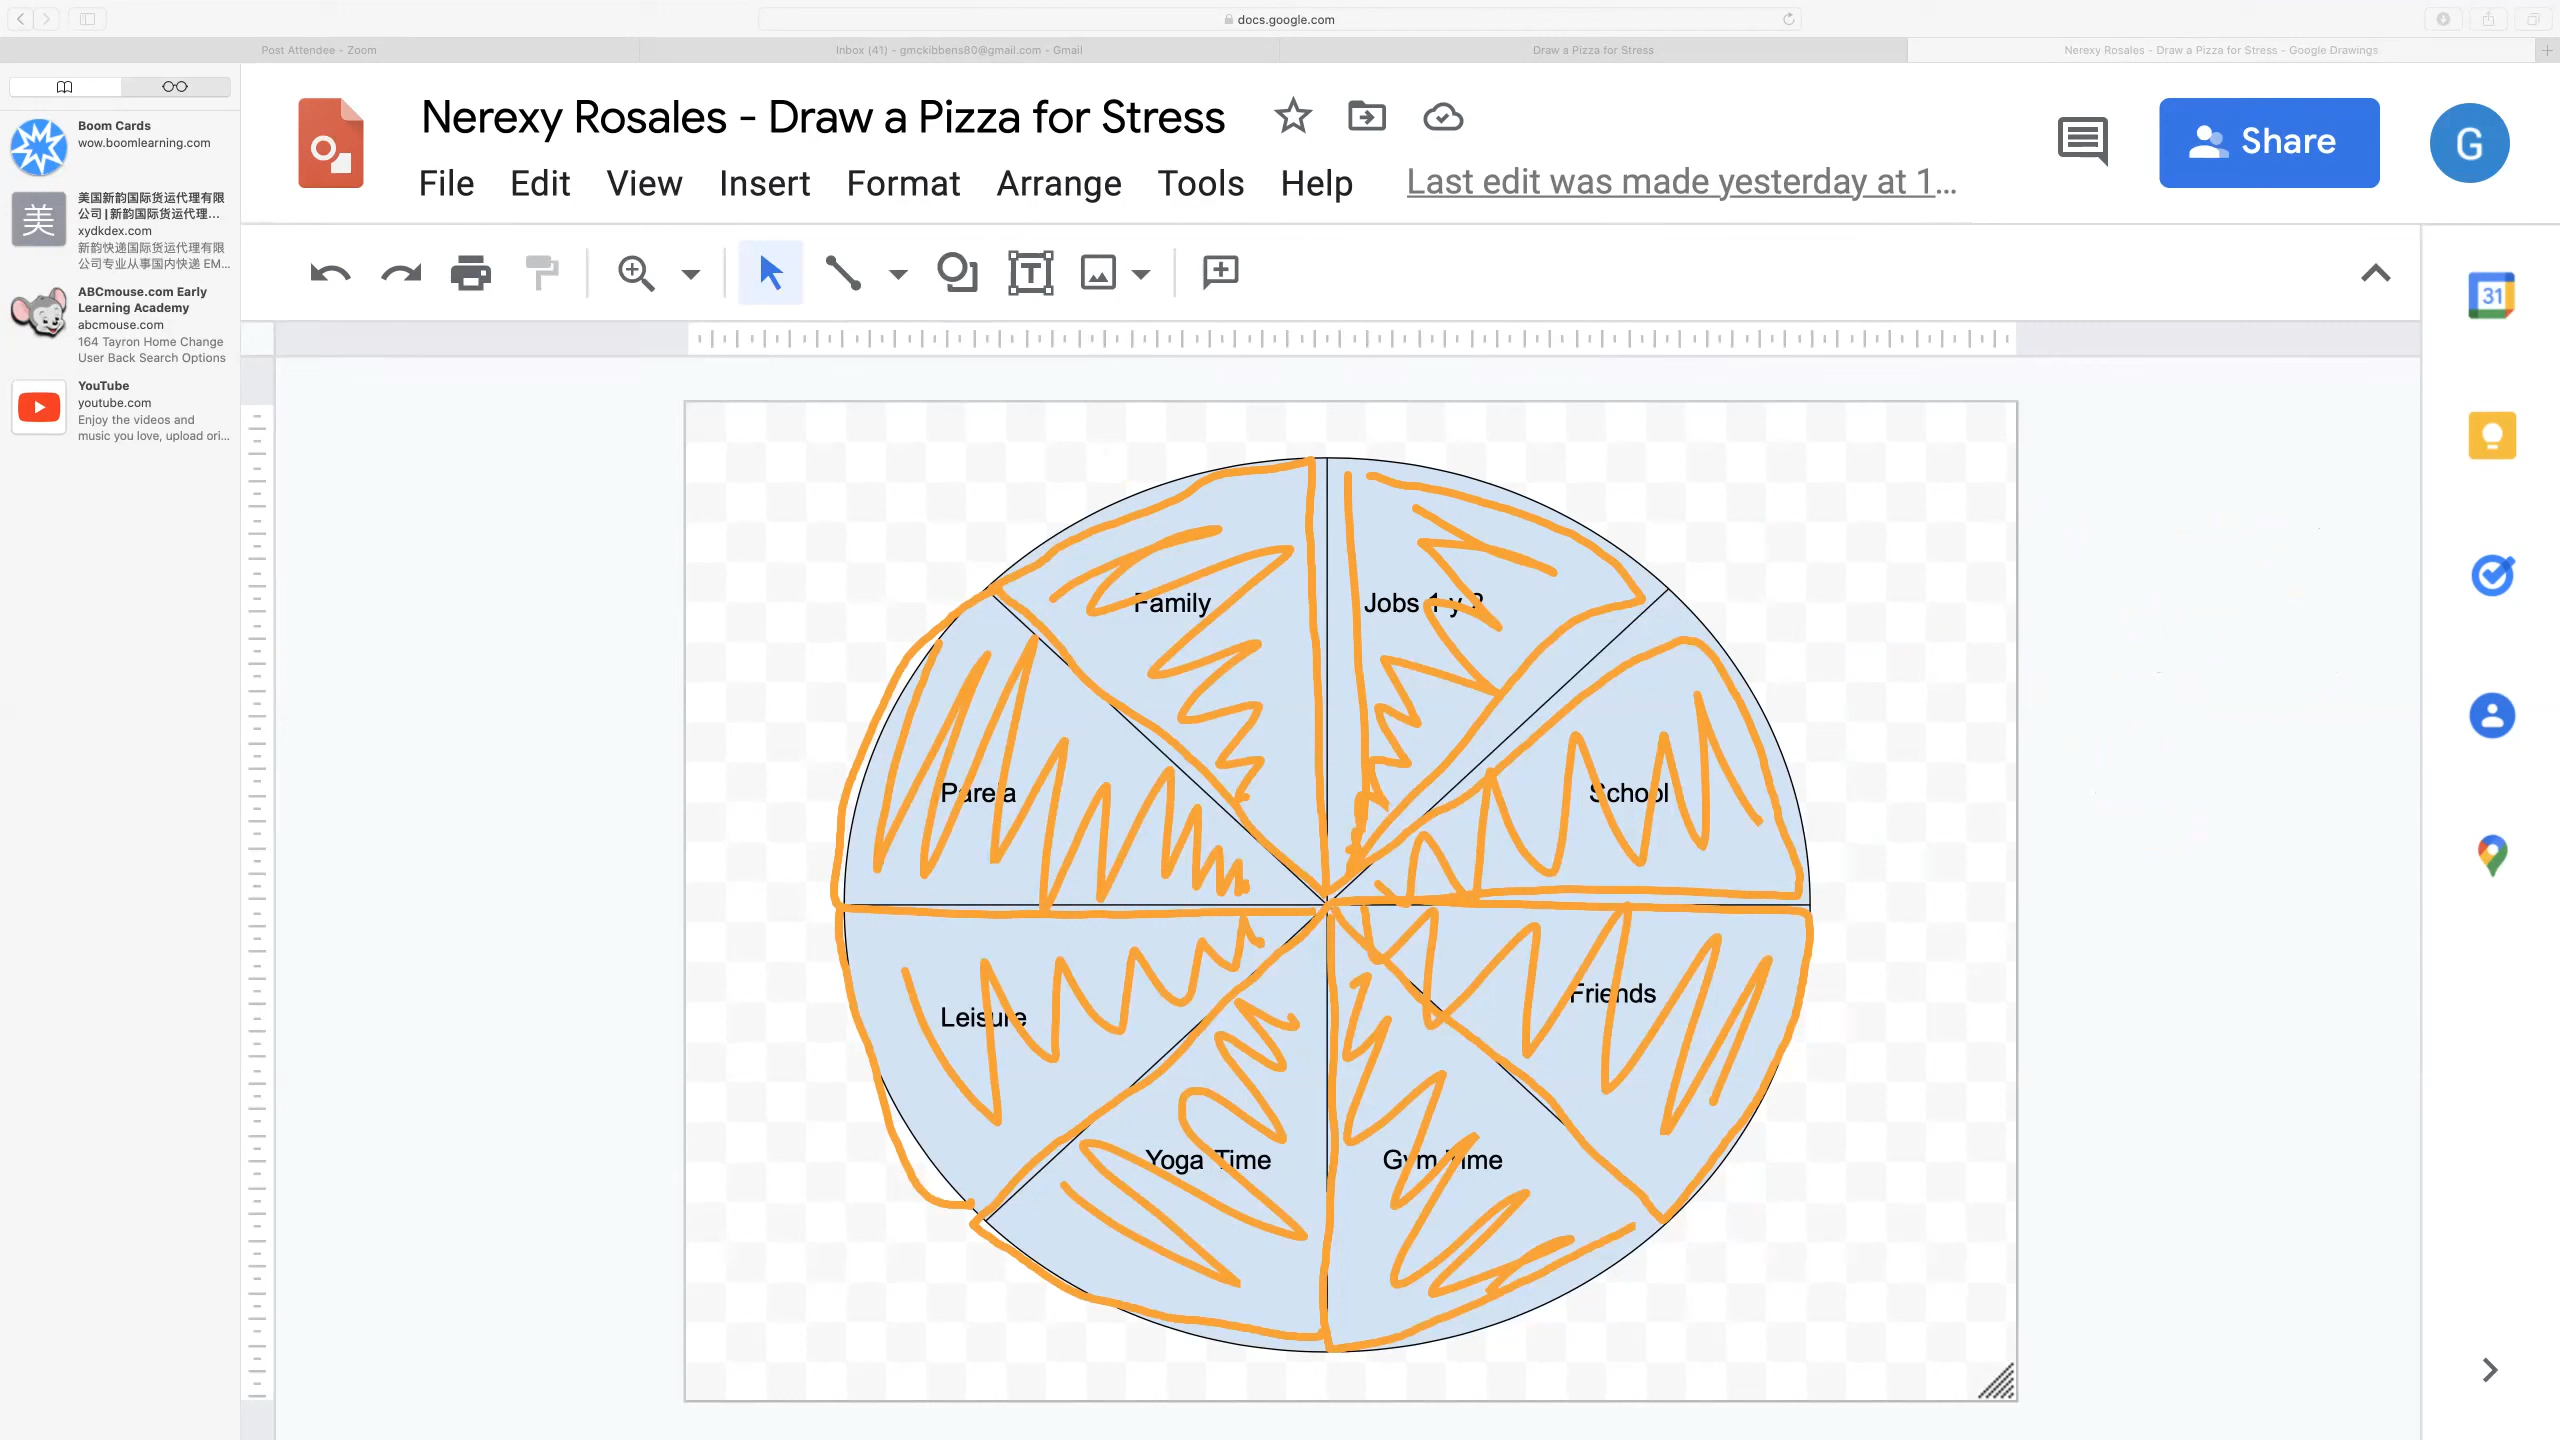 docs.google.com
Post Attendee - Zoom
Inbox (41) - gmckibbens80@gmail.com - Gmail
Draw a Pizza for Stress
Nerexy Rosales - Draw a Pizza for Stress - Google Drawings
Boom Cards
wow.boomlearning.com
美国新韵国际货运代理有限
公司 | 新韵国际货运代理...
xydkdex.com
新韵快递国际货运代理有限
公司专业从事国内快递 EM...
ABCmouse.com Early
Learning Academy
abcmouse.com
164 Tayron Home Change
User Back Search Options
YouTube
youtube.com
Enjoy the videos and
music you love, upload ori...
Nerexy Rosales - Draw a Pizza for Stress
File Edit View Insert Format Arrange Tools Help Last edit was made yesterday at 1...
Share
G
31
美
Family
Jobs 1 y 2
Pareja
School
Leisure
Friends
Yoga Time
Gym Time